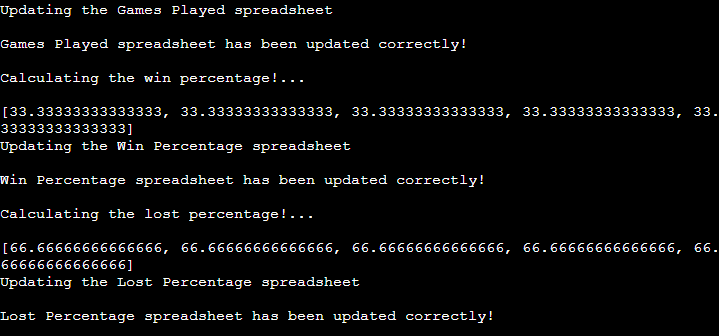 Updating the Games Played spreadsheet
Games Played spreadsheet has been updated correctly!
Calculating the win percentage!...
[33.33333333333333, 33.33333333333333, 33.33333333333333, 33.33333333333333, 33.
33333333333333]
Updating the Win Percentage spreadsheet
Win Percentage spreadsheet has been updated correctly!
Calculating the lost percentage!...
[66.66666666666666, 66.66666666666666, 66.66666666666666, 66.66666666666666, 66.
66666666666666]
Updating the Lost Percentage spreadsheet
Lost Percentage spreadsheet has been updated correctly!